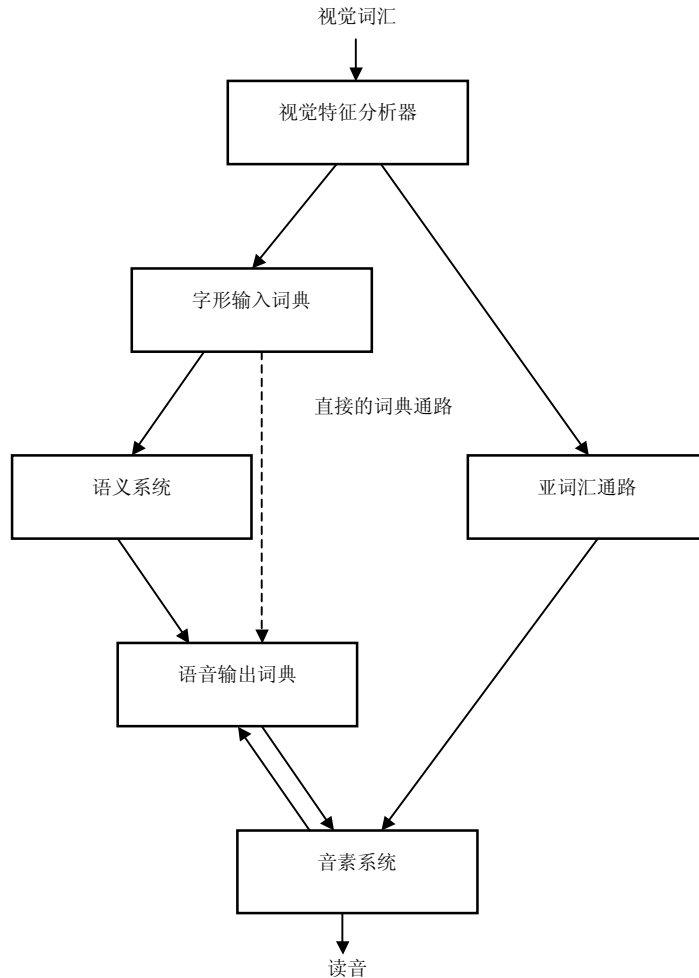 视觉词汇
视觉特征分析器
字形输入词典
直接的词典通路
语义系统
亚词汇通路
语音输出词典
音素系统
读音